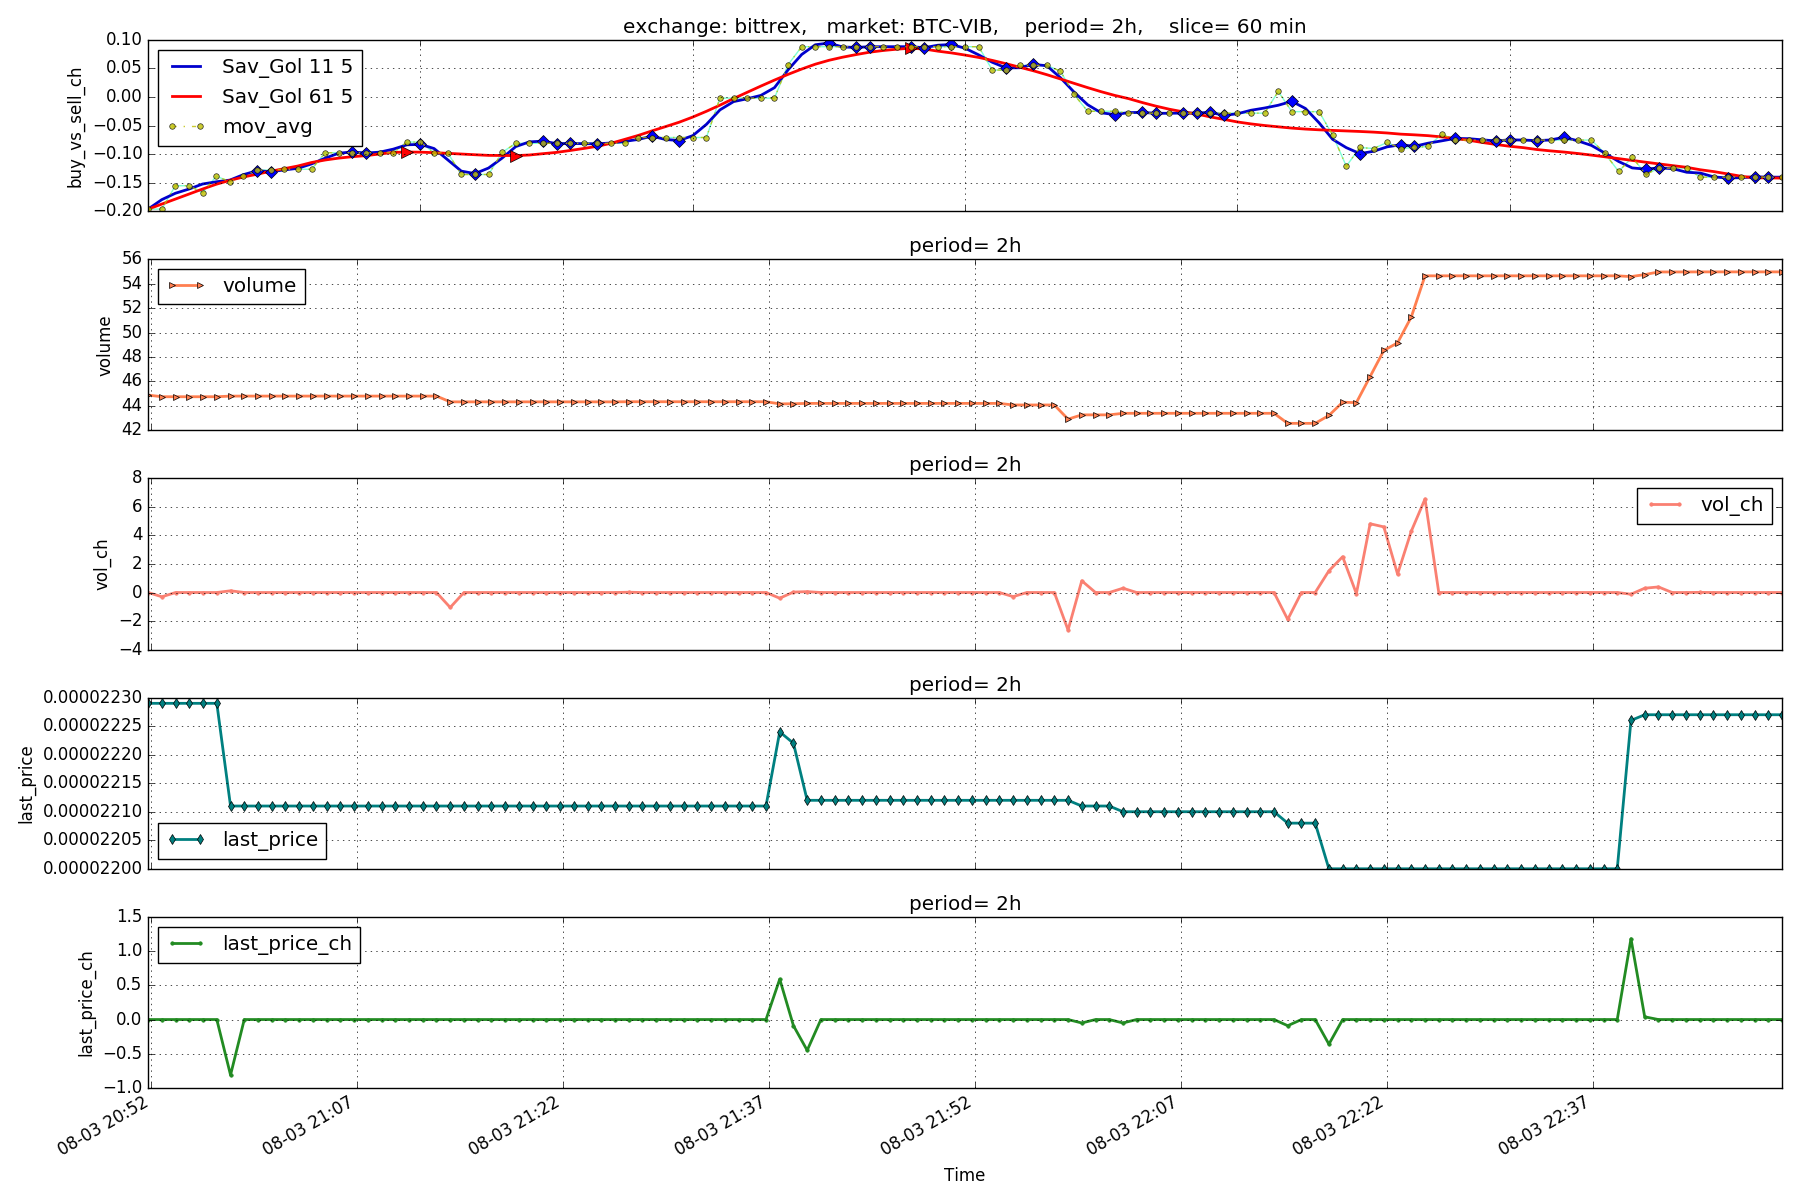 exchange: bittrex,   market: BTC-VIB,    period= 2h,    slice= 60 min
buy_vs_sell_ch
0.10
0.05
0.00
−0.05
−0.10
−0.15
−0.20
Sav_Gol 11 5
Sav_Gol 61 5
mov_avg
period= 2h
volume
56
54
52
50
48
46
44
42
volume
period= 2h
vol_ch
8
6
4
2
0
−2
−4
vol_ch
period= 2h
last_price
0.00002230
0.00002225
0.00002220
0.00002215
0.00002210
0.00002205
0.00002200
last_price
period= 2h
last_price_ch
1.5
1.0
0.5
0.0
−0.5
−1.0
last_price_ch
08-03 20:52
08-03 21:07
08-03 21:22
08-03 21:37
08-03 21:52
08-03 22:07
08-03 22:22
08-03 22:37
Time